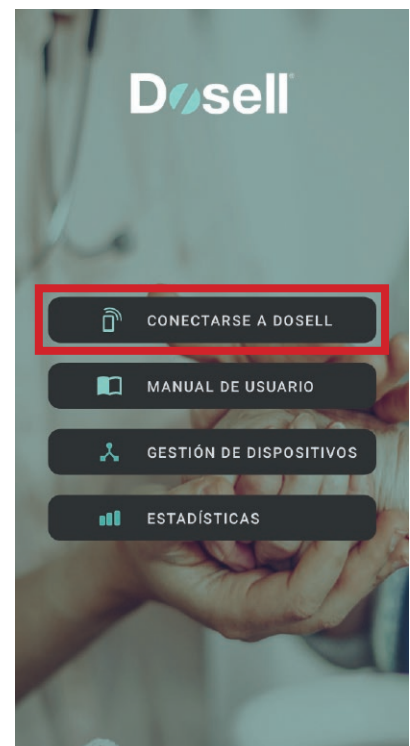 Dosell
CONECTARSE A DOSELL
MANUAL DE USUARIO
GESTIÓN DE DISPOSITIVOS
ESTADÍSTICAS